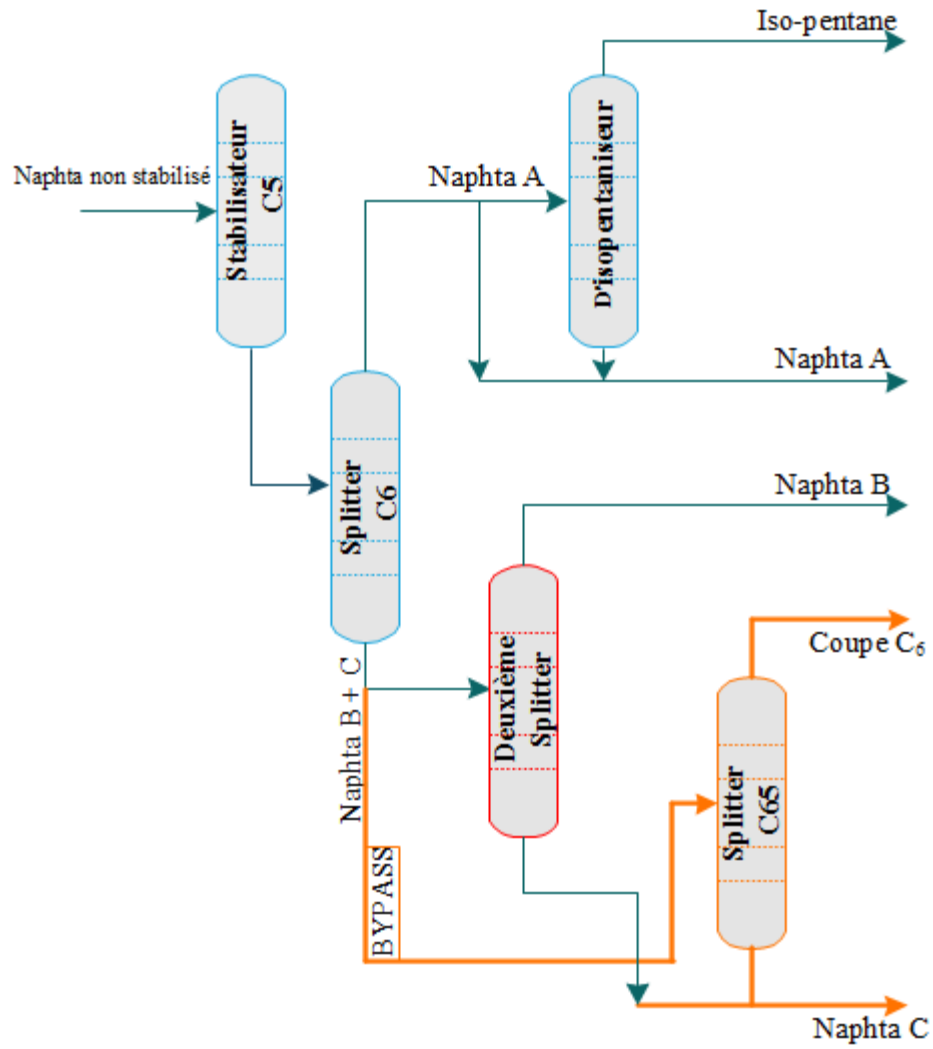 Iso-pentane
Naphta non stabilisé
Stabilisateur
C5
Naphta A
D'isopentaniseur
Naphta A
Splitter
C6
Naphta B
Naphta B + C
Deuxième
Splitter
Coupe C₆
Splitter
C65
BYPASS
Naphta C